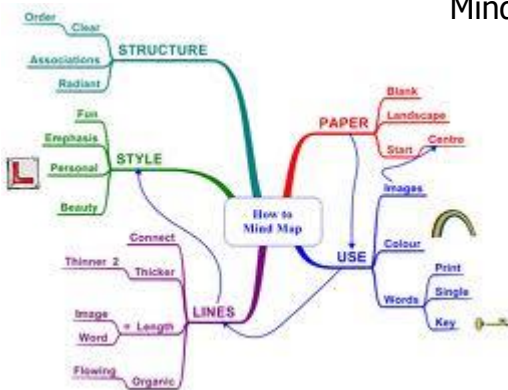 Mind
Order
Clear
STRUCTURE
Associations
Radiant
Fun
Emphasis
STYLE
Personal
Beauty
L
PAPER
Blank
Landscape
Start
Centre
How to
Mind Map
Images
USE
Colour
Words
Print
Single
Key
Connect
Thinner 2
Thicker
LINES
Image
= Length
Word
Flowing
Organic